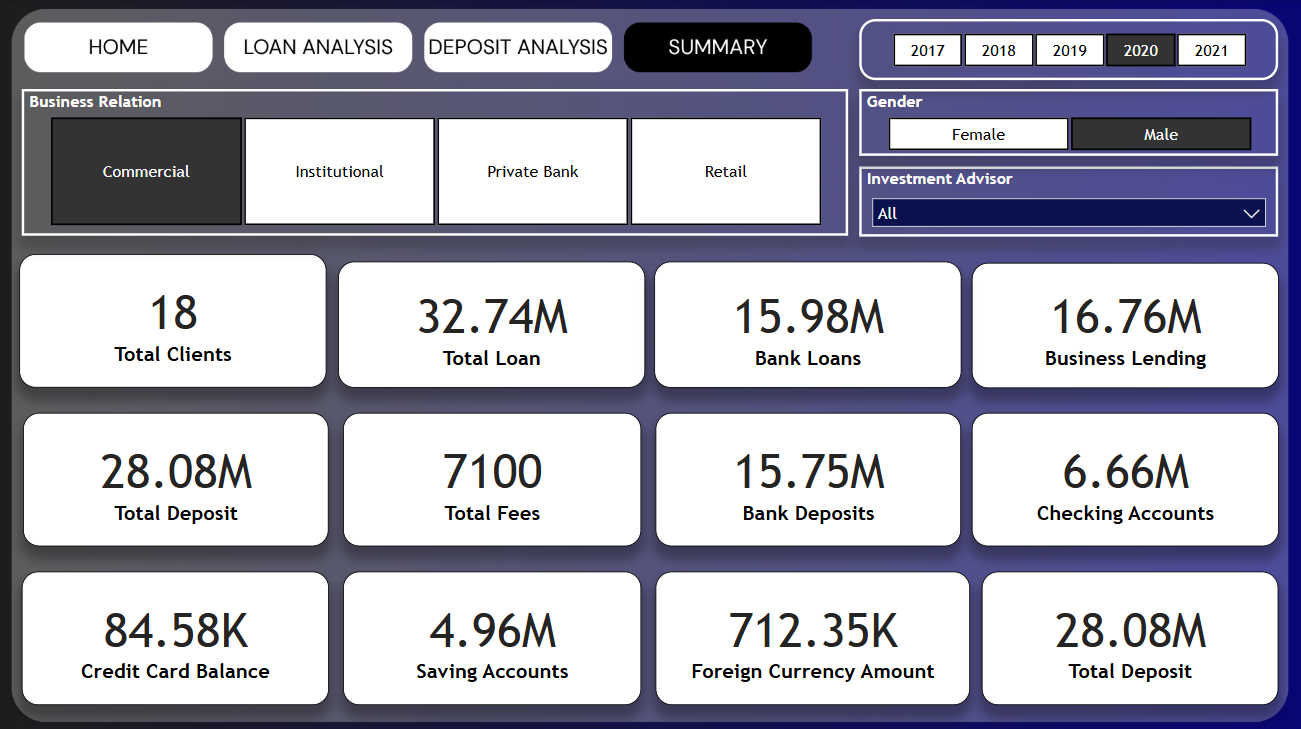 HOME
LOAN ANALYSIS
DEPOSIT ANALYSIS
SUMMARY
2017
2018
2019
2020
2021
Business Relation
Commercial
Institutional
Private Bank
Retail
Gender
Female
Male
Investment Advisor
All
18
Total Clients
32.74M
Total Loan
15.98M
Bank Loans
16.76M
Business Lending
28.08M
Total Deposit
7100
Total Fees
15.75M
Bank Deposits
6.66M
Checking Accounts
84.58K
Credit Card Balance
4.96M
Saving Accounts
712.35K
Foreign Currency Amount
28.08M
Total Deposit